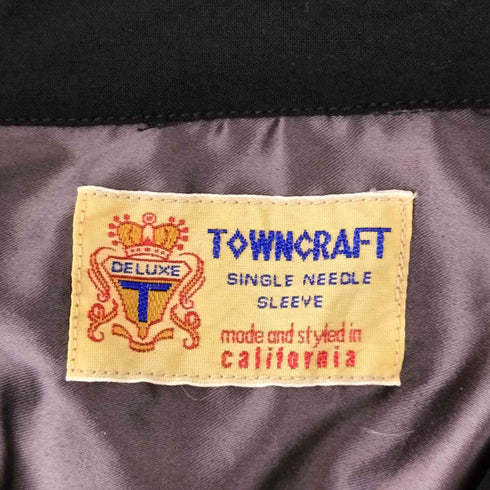 DELUXE
T
TOWNCRAFT
SINGLE NEEDLE
SLEEVE
made and styled in
california